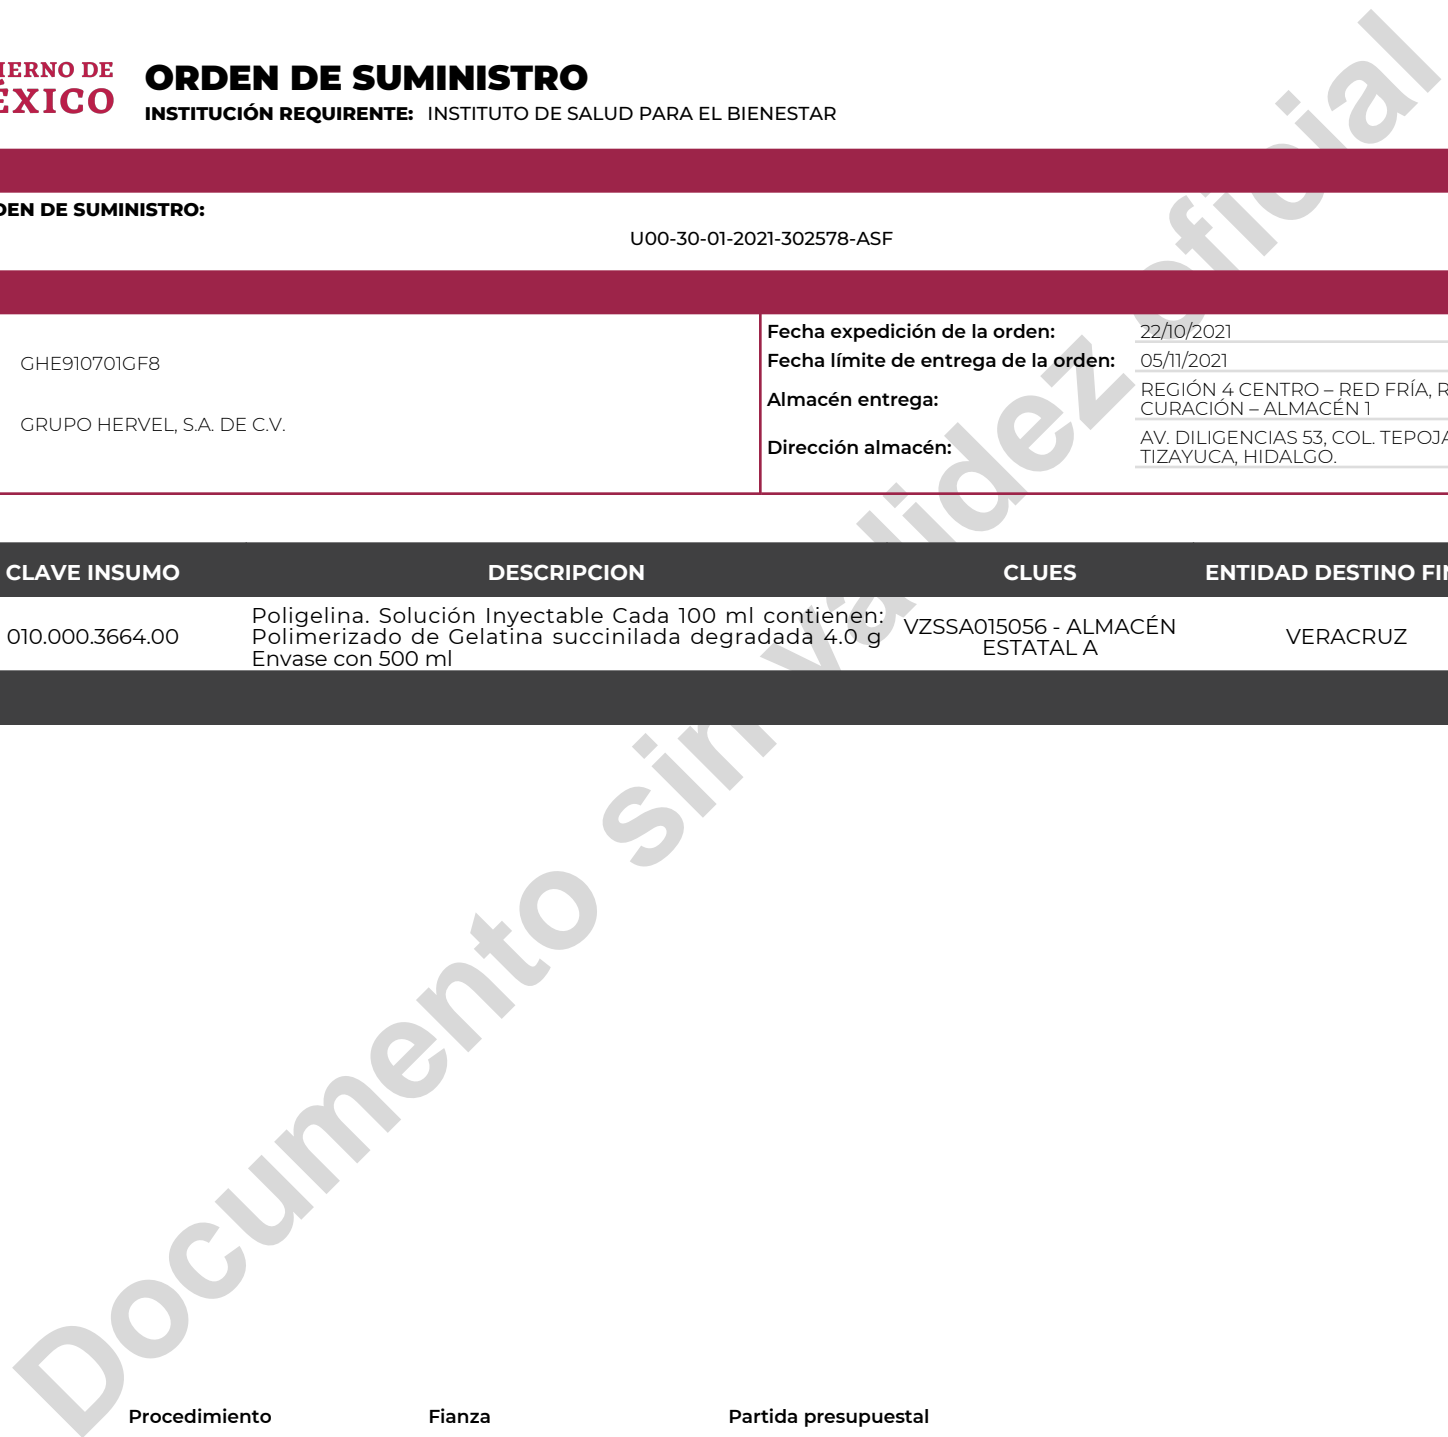 IERNO DE
ÉXICO
ORDEN DE SUMINISTRO
INSTITUCIÓN REQUIRENTE: INSTITUTO DE SALUD PARA EL BIENESTAR
DEN DE SUMINISTRO:
U00-30-01-2021-302578-ASF
GHE910701GF8
GRUPO HERVEL, S.A. DE C.V.
Fecha expedición de la orden: 22/10/2021
Fecha límite de entrega de la orden: 05/11/2021
Almacén entrega: REGIÓN 4 CENTRO – RED FRÍA, R
CURACIÓN – ALMACÉN 1
Dirección almacén: AV. DILIGENCIAS 53, COL. TEPOJA
TIZAYUCA, HIDALGO.
CLAVE INSUMO DESCRIPCION CLUES ENTIDAD DESTINO FIN
010.000.3664.00
Poligelina. Solución Inyectable Cada 100 ml contienen:
Polimerizado de Gelatina succinilada degradada 4.0 g
Envase con 500 ml
VZSSA015056 - ALMACÉN
ESTATAL A
VERACRUZ
Documento sin validez oficial
Procedimiento Fianza Partida presupuestal